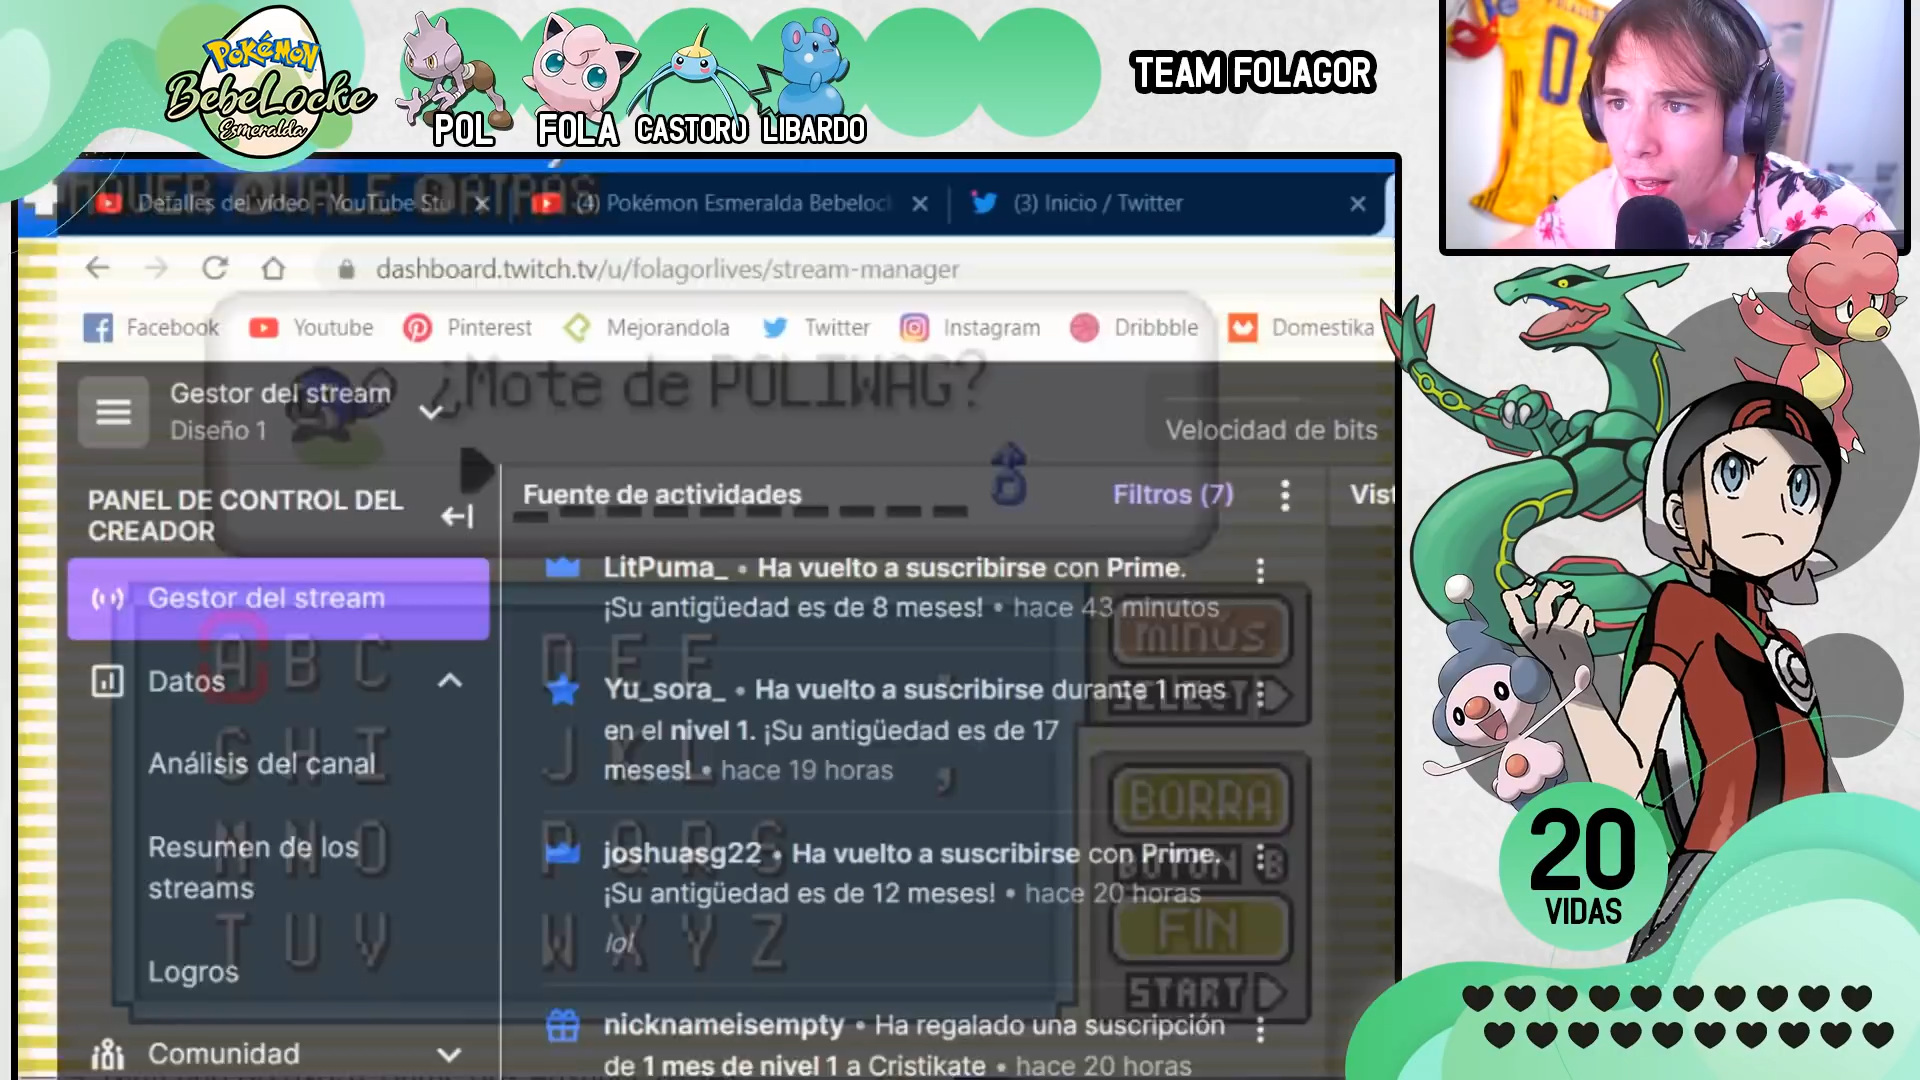 POKÉMON
BebeLocke
Esmeralda
POL
FOLA
CASTORO
LIBARDO
TEAM FOLAGOR
Detalles del vídeo - YouTube Stu
(4) Pokémon Esmeralda Bebeloc
(3) Inicio / Twitter
dashboard.twitch.tv/u/folagorlives/stream-manager
Facebook
Youtube
Pinterest
Mejorandola
Twitter
Instagram
Dribbble
Domestika
¿Mote de POLIWAG?
Gestor del stream
Diseño 1
Velocidad de bits
PANEL DE CONTROL DEL
CREADOR
Fuente de actividades
Filtros (7)
Vist
Gestor del stream
Datos
Análisis del canal
Resumen de los
streams
Logros
Comunidad
LitPuma_ • Ha vuelto a suscribirse con Prime.
¡Su antigüedad es de 8 meses! • hace 43 minutos
Yu_sora_ • Ha vuelto a suscribirse durante 1 mes
en el nivel 1. ¡Su antigüedad es de 17
meses! • hace 19 horas
joshuasg22 • Ha vuelto a suscribirse con Prime.
¡Su antigüedad es de 12 meses! • hace 20 horas
lol
nicknameisempty • Ha regalado una suscripción
de 1 mes de nivel 1 a Cristikate • hace 20 horas
A B C D E F
G H I J K L ,
M N O P Q R S
T U V W X Y Z
minús
SELECT
BORRA
BOTON B
FIN
START
20
VIDAS